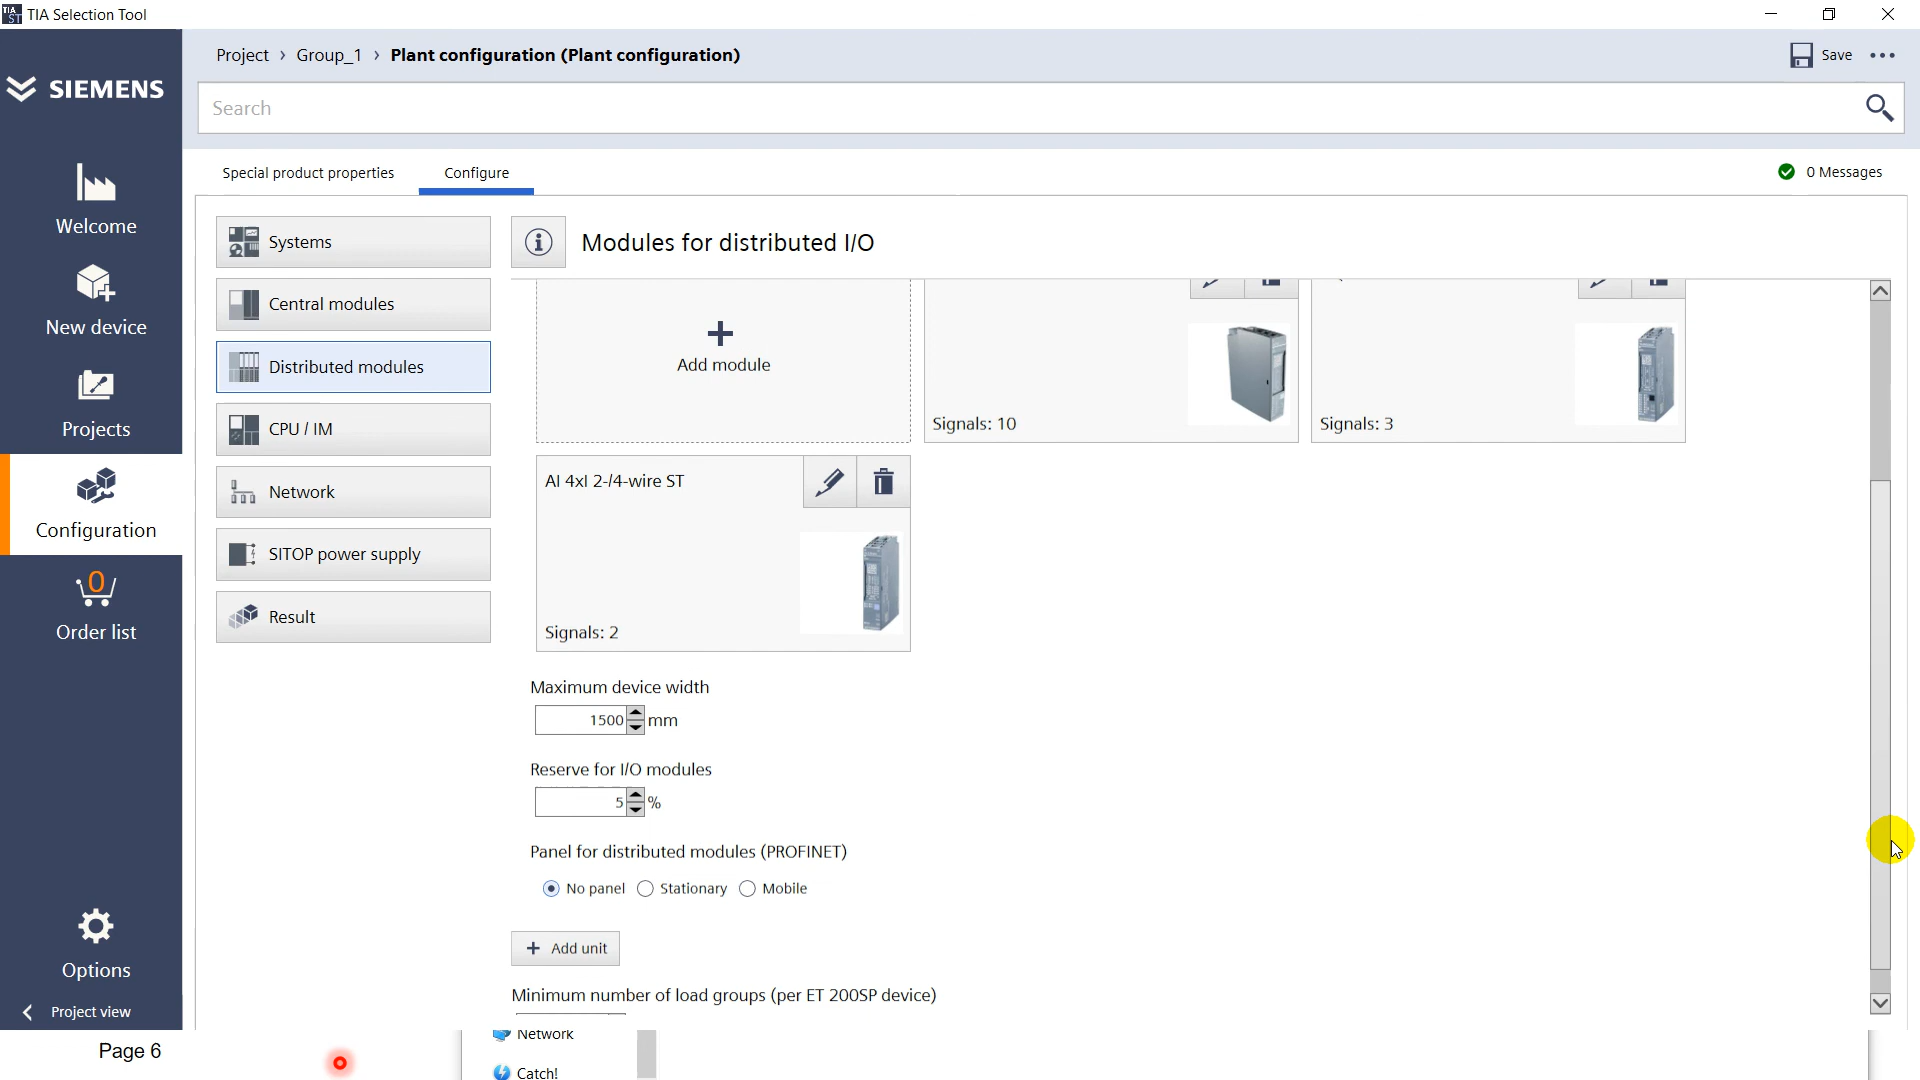 TIA Selection Tool
Project › Group_1 › Plant configuration (Plant configuration)
Save
SIEMENS
Search
Special product properties
Configure
0 Messages
Welcome
New device
Projects
Configuration
0
Order list
Options
Project view
Systems
Central modules
Distributed modules
CPU / IM
Network
SITOP power supply
Result
Modules for distributed I/O
Add module
Signals: 10
Signals: 3
AI 4xI 2-/4-wire ST
Signals: 2
Maximum device width
1500 mm
Reserve for I/O modules
5 %
Panel for distributed modules (PROFINET)
No panel Stationary Mobile
+ Add unit
Minimum number of load groups (per ET 200SP device)
Network
Catch!
Page 6